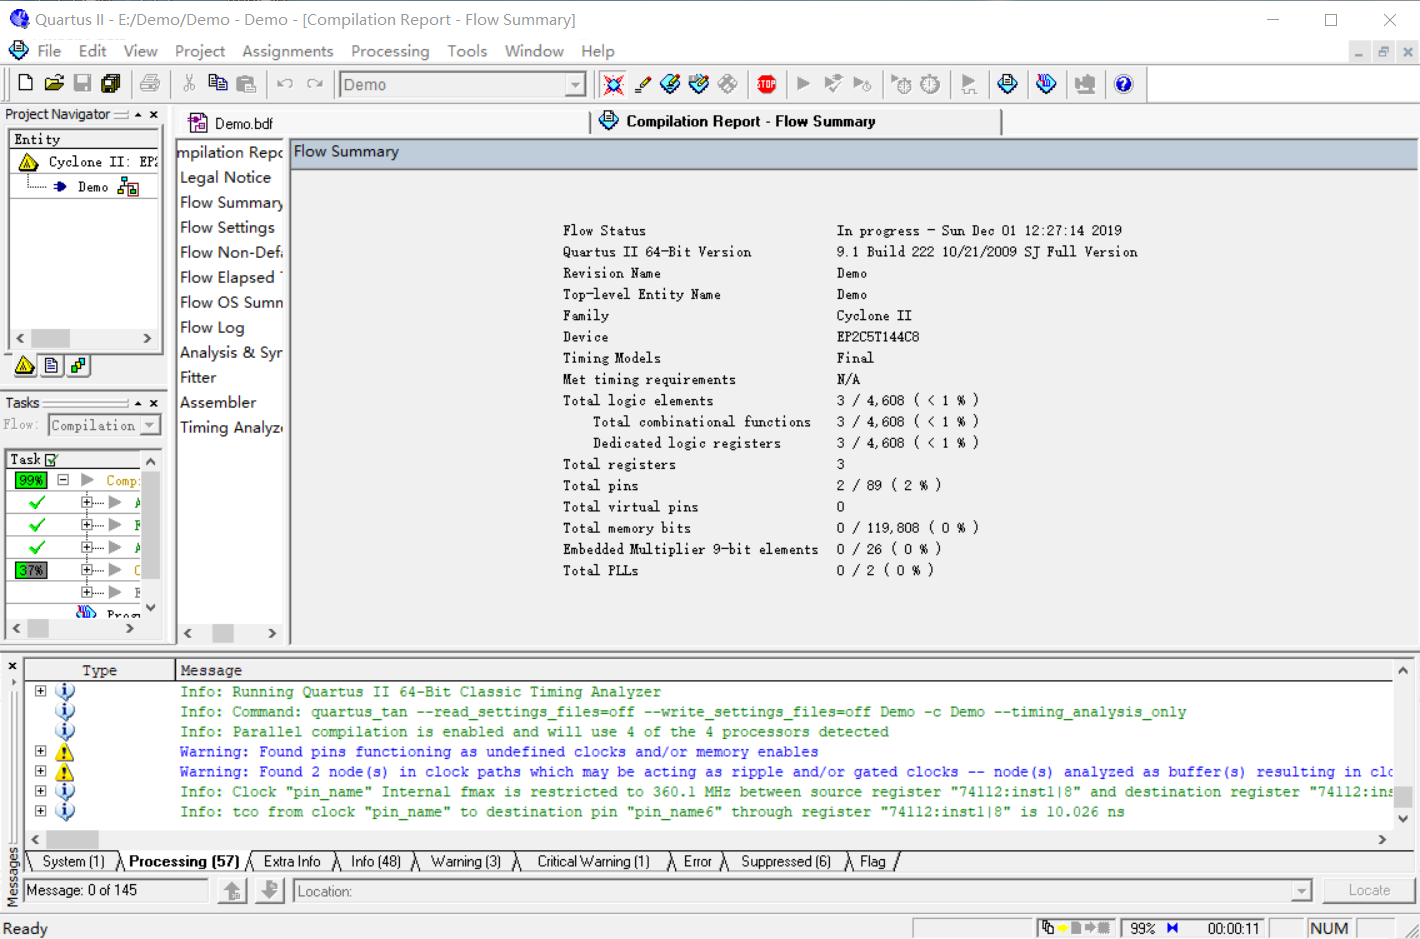 Quartus II - E:/Demo/Demo - Demo - [Compilation Report - Flow Summary]
File Edit View Project Assignments Processing Tools Window Help
Demo
STOP
Project Navigator
Entity
Cyclone II: EP2
Demo
Tasks
Flow: Compilation
Task
99% Comp:
37%
Demo.bdf
Compilation Report - Flow Summary
mpilation Repo
Legal Notice
Flow Summary
Flow Settings
Flow Non-Defa
Flow Elapsed
Flow OS Summ
Flow Log
Analysis & Syn
Fitter
Assembler
Timing Analyze
Flow Summary
Flow Status In progress - Sun Dec 01 12:27:14 2019
Quartus II 64-Bit Version 9.1 Build 222 10/21/2009 SJ Full Version
Revision Name Demo
Top-level Entity Name Demo
Family Cyclone II
Device EP2C5T144C8
Timing Models Final
Met timing requirements N/A
Total logic elements 3 / 4,608 ( < 1 % )
Total combinational functions 3 / 4,608 ( < 1 % )
Dedicated logic registers 3 / 4,608 ( < 1 % )
Total registers 3
Total pins 2 / 89 ( 2 % )
Total virtual pins 0
Total memory bits 0 / 119,808 ( 0 % )
Embedded Multiplier 9-bit elements 0 / 26 ( 0 % )
Total PLLs 0 / 2 ( 0 % )
Type Message
Info: Running Quartus II 64-Bit Classic Timing Analyzer
Info: Command: quartus_tan --read_settings_files=off --write_settings_files=off Demo -c Demo --timing_analysis_only
Info: Parallel compilation is enabled and will use 4 of the 4 processors detected
Warning: Found pins functioning as undefined clocks and/or memory enables
Warning: Found 2 node(s) in clock paths which may be acting as ripple and/or gated clocks -- node(s) analyzed as buffer(s) resulting in clo
Info: Clock "pin_name" Internal fmax is restricted to 360.1 MHz between source register "74112:inst1|8" and destination register "74112:ins
Info: tco from clock "pin_name" to destination pin "pin_name6" through register "74112:inst1|8" is 10.026 ns
System (1) Processing (57) Extra Info Info (48) Warning (3) Critical Warning (1) Error Suppressed (6) Flag
Messages
Message: 0 of 145 Location: Locate
Ready 99% 00:00:11 NUM